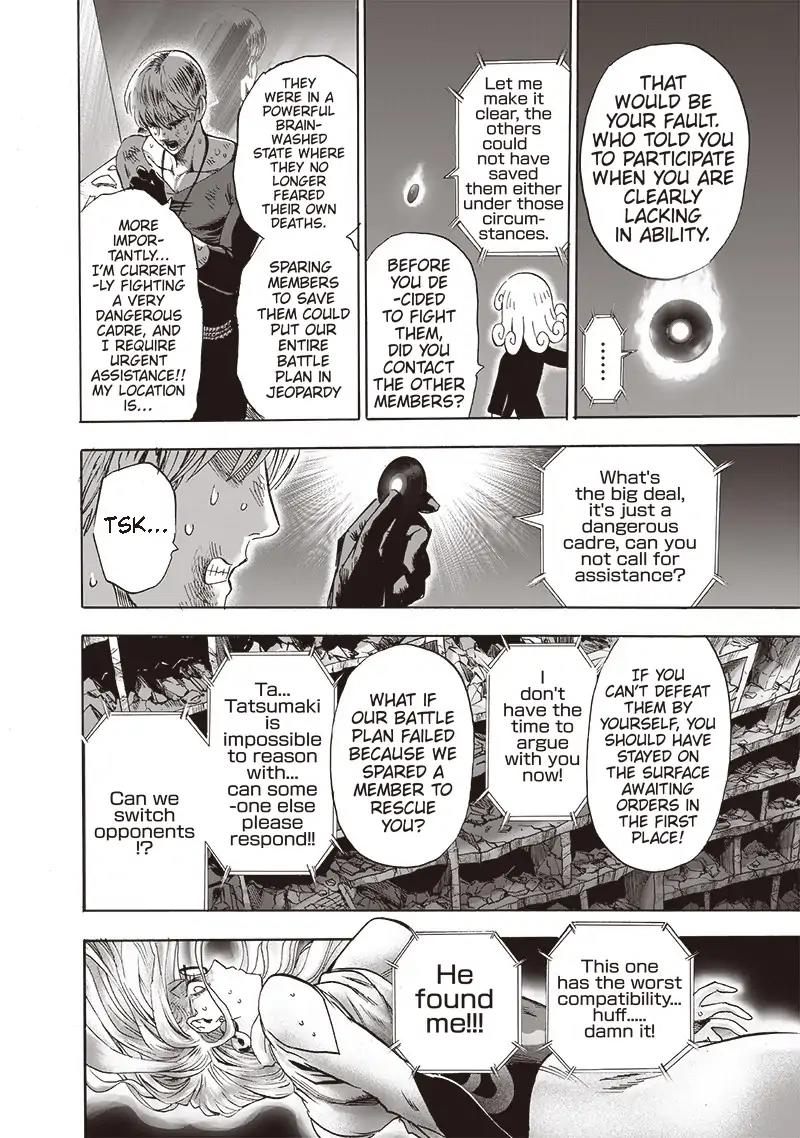 THAT
WOULD BE
YOUR FAULT.
WHO TOLD YOU
TO PARTICIPATE
WHEN YOU ARE
CLEARLY
LACKING
IN ABILITY.
......
Let me
make it
clear, the
others
could
not have
saved
them either
under those
circum-
stances.
BEFORE
YOU DE
-CIDED
TO FIGHT
THEM,
DID YOU
CONTACT
THE OTHER
MEMBERS?
THEY
WERE IN A
POWERFUL
BRAIN-
WASHED
STATE WHERE
THEY NO
LONGER
FEARED
THEIR OWN
DEATHS.
SPARING
MEMBERS
TO SAVE
THEM COULD
PUT OUR
ENTIRE
BATTLE
PLAN IN
JEOPARDY
MORE
IMPOR-
TANTLY...
I'M CURRENT
-LY FIGHTING
A VERY
DANGEROUS
CADRE, AND
I REQUIRE
URGENT
ASSISTANCE!!
MY LOCATION
IS...
What's
the big deal,
it's just a
dangerous
cadre, can you
not call for
assistance?
TSK...
IF YOU
CAN'T DEFEAT
THEM BY
YOURSELF, YOU
SHOULD HAVE
STAYED ON
THE SURFACE
AWAITING
ORDERS IN
THE FIRST
PLACE!
I
don't
have the
time to
argue
with you
now!
WHAT IF
OUR BATTLE
PLAN FAILED
BECAUSE WE
SPARED A
MEMBER TO
RESCUE
YOU?
Ta...
Tatsumaki
is
impossible
to reason
with...
can some
-one else
please
respond!!
Can we
switch
opponents
!?
This one
has the worst
compatibility...
huff.....
damn it!
He
found
me!!!